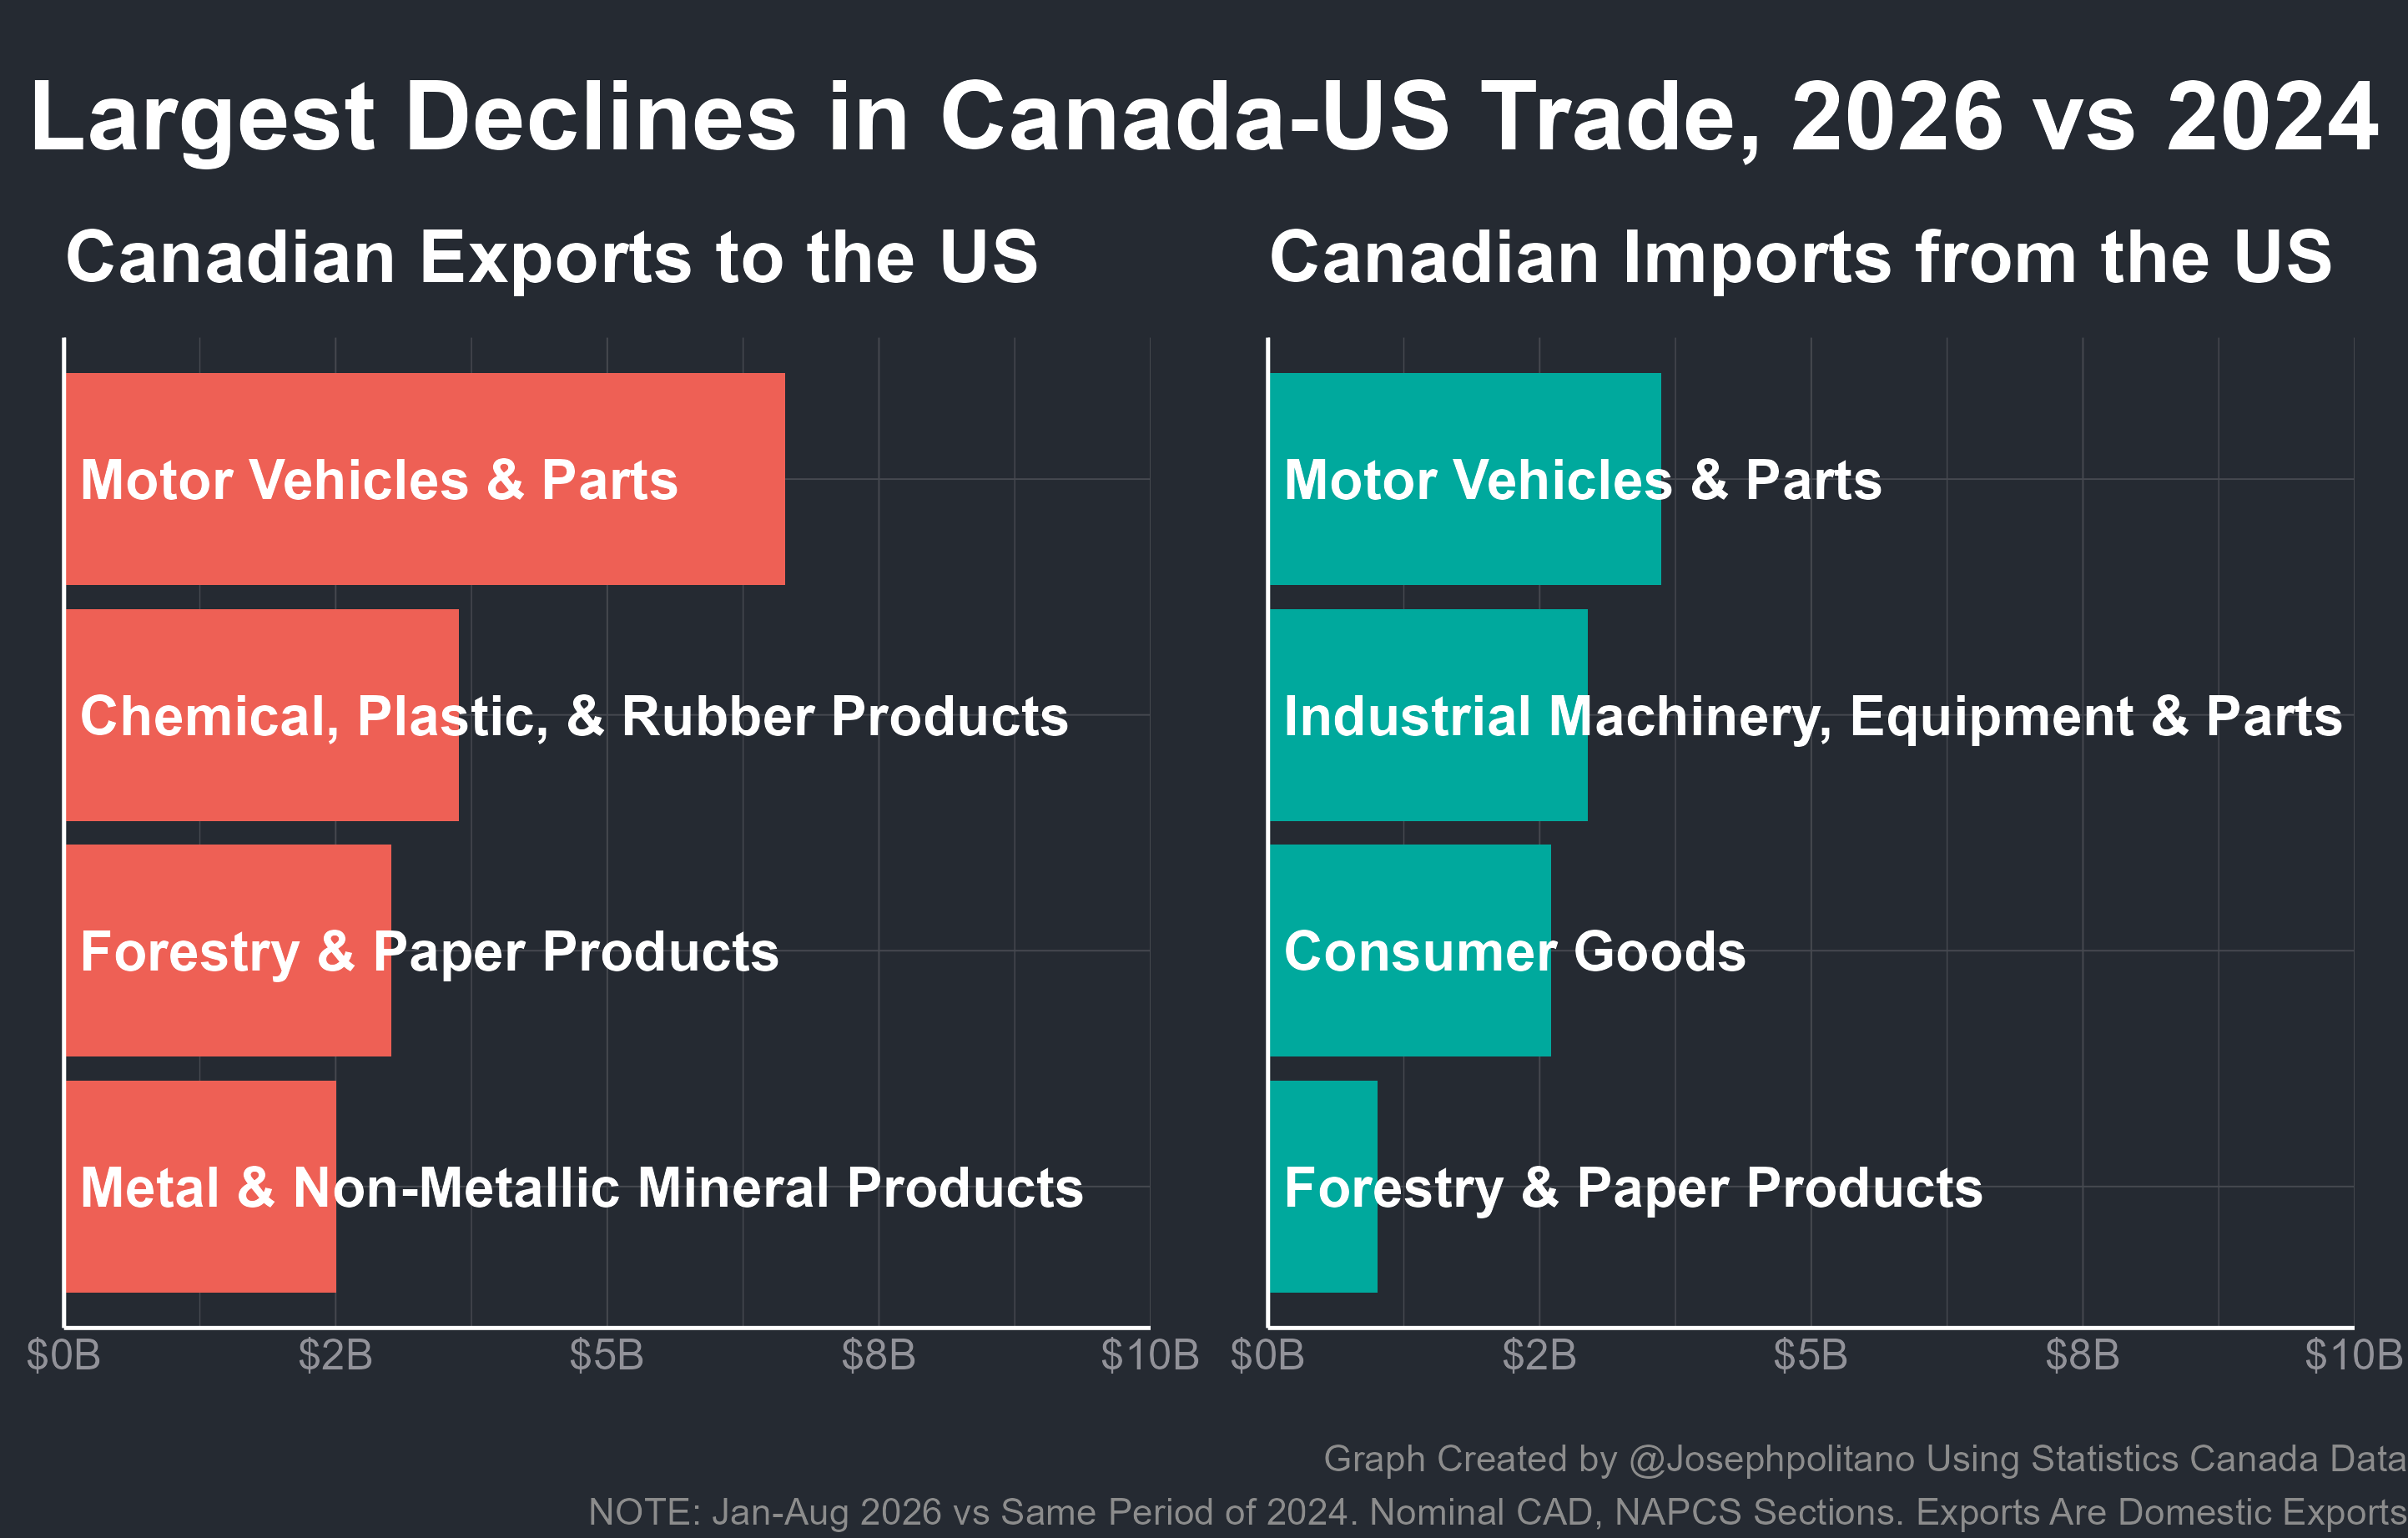 Largest Declines in Canada-US Trade, 2026 vs 2024
Canadian Exports to the US
Motor Vehicles & Parts
Chemical, Plastic, & Rubber Products
Forestry & Paper Products
Metal & Non-Metallic Mineral Products
$0B $2B $5B $8B $10B
Canadian Imports from the US
Motor Vehicles & Parts
Industrial Machinery, Equipment & Parts
Consumer Goods
Forestry & Paper Products
$0B $2B $5B $8B $10B
Graph Created by @Josephpolitano Using Statistics Canada Data
NOTE: Jan-Aug 2026 vs Same Period of 2024. Nominal CAD, NAPCS Sections. Exports Are Domestic Exports